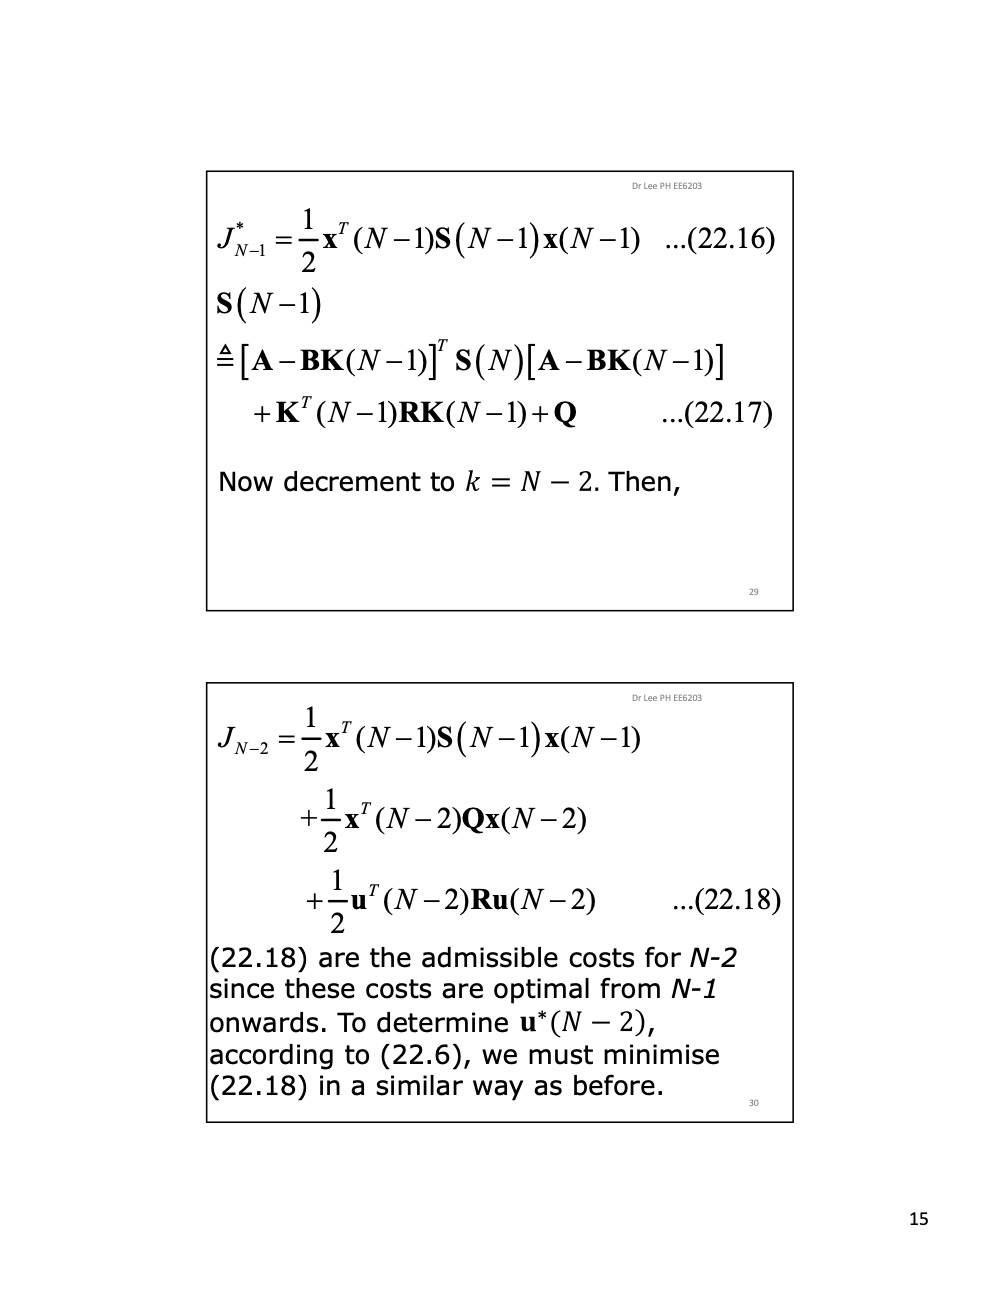 Dr Lee PH EE6203
J*_{N−1} = 1/2 x^T (N−1)S(N−1)x(N−1) ...(22.16)
S(N−1)
≜ [A − BK(N−1)]^T S(N)[A − BK(N−1)]
+ K^T (N−1)RK(N−1) + Q ...(22.17)
Now decrement to k = N − 2. Then,
29
Dr Lee PH EE6203
J_{N−2} = 1/2 x^T (N−1)S(N−1)x(N−1)
+ 1/2 x^T (N−2)Qx(N−2)
+ 1/2 u^T (N−2)Ru(N−2) ...(22.18)
(22.18) are the admissible costs for N-2
since these costs are optimal from N-1
onwards. To determine u*(N − 2),
according to (22.6), we must minimise
(22.18) in a similar way as before.
30
15